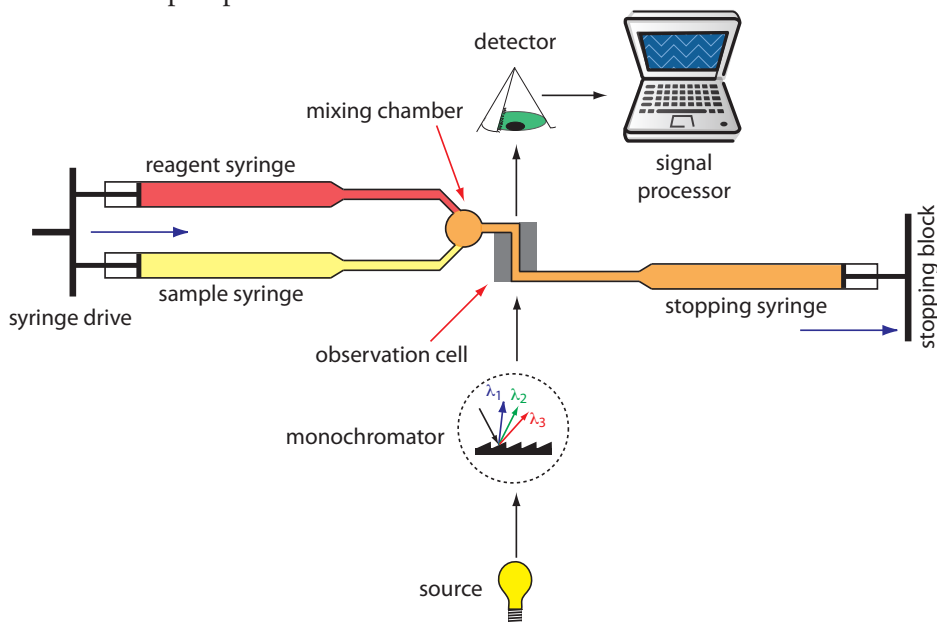 detector
mixing chamber
reagent syringe
signal
processor
sample syringe
syringe drive
stopping syringe
stopping block
observation cell
λ1
λ2
λ3
monochromator
source